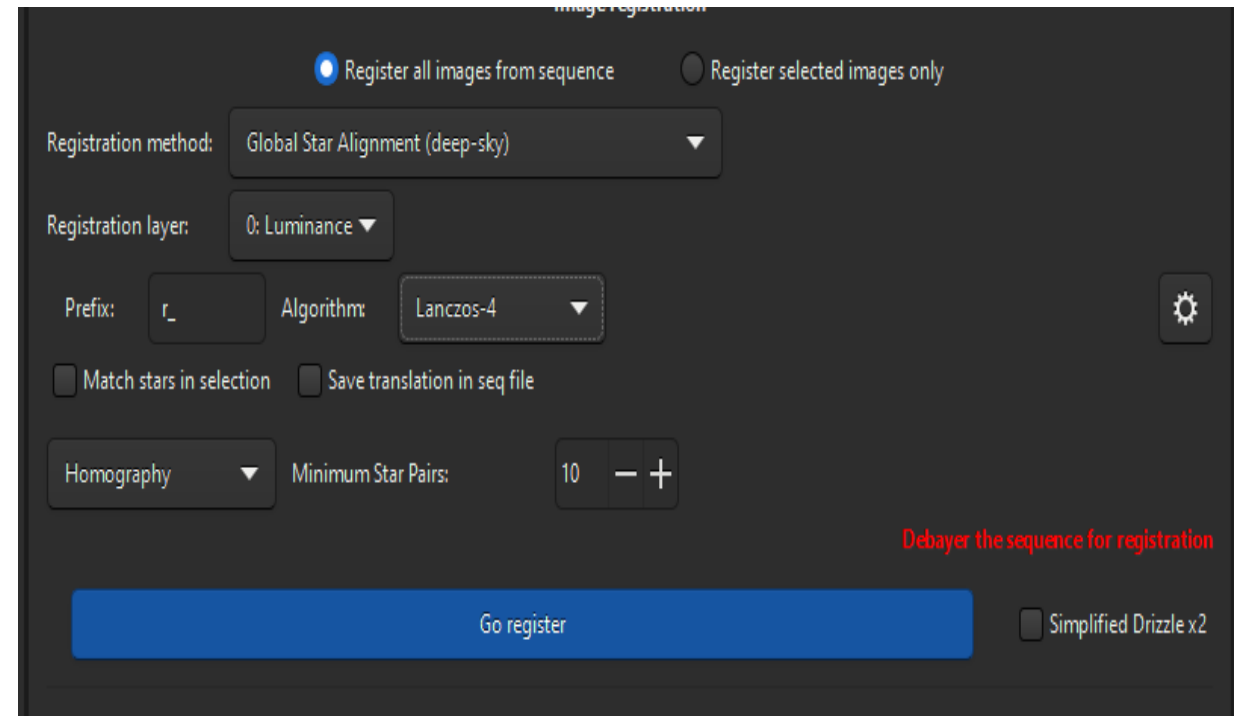 Image registration
Register all images from sequence Register selected images only
Registration method: Global Star Alignment (deep-sky)
Registration layer: 0: Luminance
Prefix: r_ Algorithm: Lanczos-4
Match stars in selection Save translation in seq file
Homography Minimum Star Pairs: 10
Debayer the sequence for registration
Go register Simplified Drizzle x2